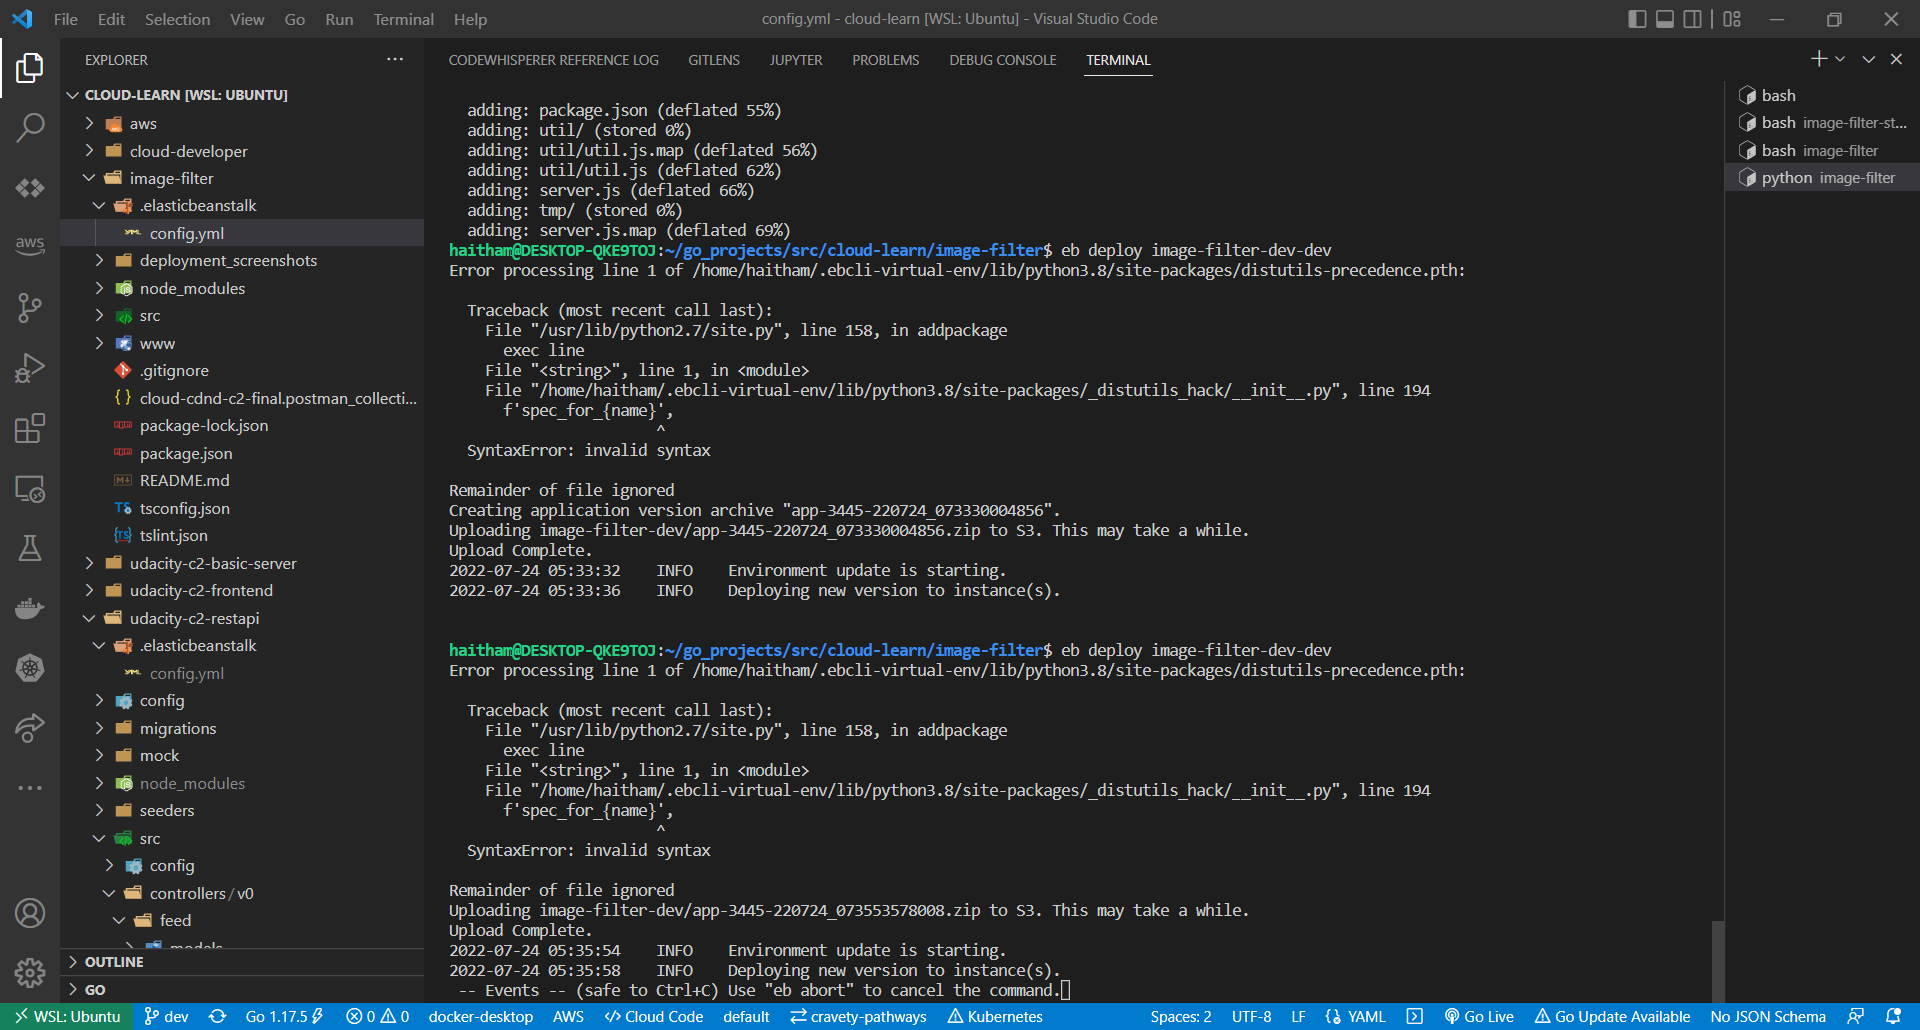 File Edit Selection View Go Run Terminal Help
config.yml - cloud-learn [WSL: Ubuntu] - Visual Studio Code
EXPLORER
CLOUD-LEARN [WSL: UBUNTU]
aws
cloud-developer
image-filter
.elasticbeanstalk
config.yml
deployment_screenshots
node_modules
src
www
.gitignore
cloud-cdnd-c2-final.postman_collecti...
package-lock.json
package.json
README.md
tsconfig.json
tslint.json
udacity-c2-basic-server
udacity-c2-frontend
udacity-c2-restapi
.elasticbeanstalk
config.yml
config
migrations
mock
node_modules
seeders
src
config
controllers / v0
feed
models
OUTLINE
GO
CODEWHISPERER REFERENCE LOG GITLENS JUPYTER PROBLEMS DEBUG CONSOLE TERMINAL
adding: package.json (deflated 55%)
adding: util/ (stored 0%)
adding: util/util.js.map (deflated 56%)
adding: util/util.js (deflated 62%)
adding: server.js (deflated 66%)
adding: tmp/ (stored 0%)
adding: server.js.map (deflated 69%)
haitham@DESKTOP-QKE9TOJ:~/go_projects/src/cloud-learn/image-filter$ eb deploy image-filter-dev-dev
Error processing line 1 of /home/haitham/.ebcli-virtual-env/lib/python3.8/site-packages/distutils-precedence.pth:
Traceback (most recent call last):
File "/usr/lib/python2.7/site.py", line 158, in addpackage
exec line
File "<string>", line 1, in <module>
File "/home/haitham/.ebcli-virtual-env/lib/python3.8/site-packages/_distutils_hack/__init__.py", line 194
f'spec_for_{name}',
^
SyntaxError: invalid syntax
Remainder of file ignored
Creating application version archive "app-3445-220724_073330004856".
Uploading image-filter-dev/app-3445-220724_073330004856.zip to S3. This may take a while.
Upload Complete.
2022-07-24 05:33:32 INFO Environment update is starting.
2022-07-24 05:33:36 INFO Deploying new version to instance(s).
haitham@DESKTOP-QKE9TOJ:~/go_projects/src/cloud-learn/image-filter$ eb deploy image-filter-dev-dev
Error processing line 1 of /home/haitham/.ebcli-virtual-env/lib/python3.8/site-packages/distutils-precedence.pth:
Traceback (most recent call last):
File "/usr/lib/python2.7/site.py", line 158, in addpackage
exec line
File "<string>", line 1, in <module>
File "/home/haitham/.ebcli-virtual-env/lib/python3.8/site-packages/_distutils_hack/__init__.py", line 194
f'spec_for_{name}',
^
SyntaxError: invalid syntax
Remainder of file ignored
Uploading image-filter-dev/app-3445-220724_073553578008.zip to S3. This may take a while.
Upload Complete.
2022-07-24 05:35:54 INFO Environment update is starting.
2022-07-24 05:35:58 INFO Deploying new version to instance(s).
-- Events -- (safe to Ctrl+C) Use "eb abort" to cancel the command.
bash
bash image-filter-st...
bash image-filter
python image-filter
WSL: Ubuntu dev Go 1.17.5 0 0 docker-desktop AWS Cloud Code default cravety-pathways Kubernetes Spaces: 2 UTF-8 LF YAML Go Live Go Update Available No JSON Schema